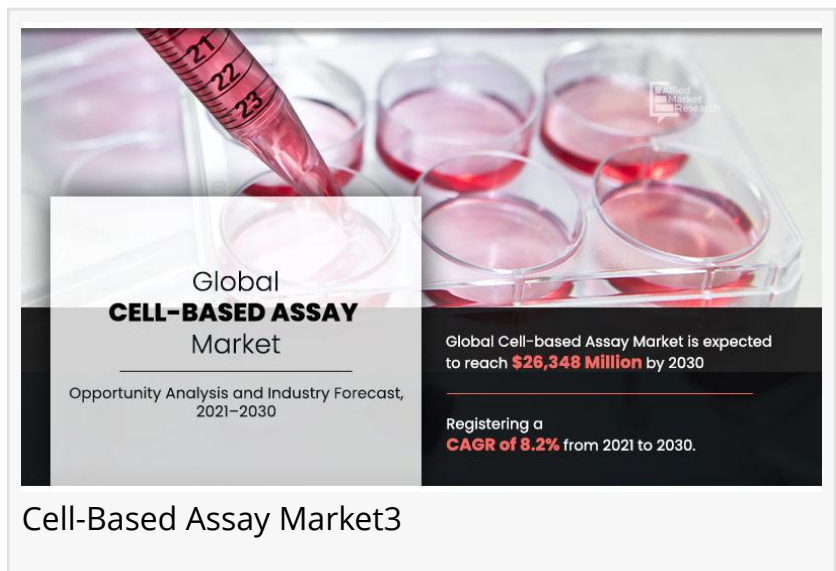 21
22
23
Allied
Market
Research
Global
CELL-BASED ASSAY
Market
Opportunity Analysis and Industry Forecast,
2021–2030
Global Cell-based Assay Market is expected
to reach $26,348 Million by 2030
Registering a
CAGR of 8.2% from 2021 to 2030.
Cell-Based Assay Market3